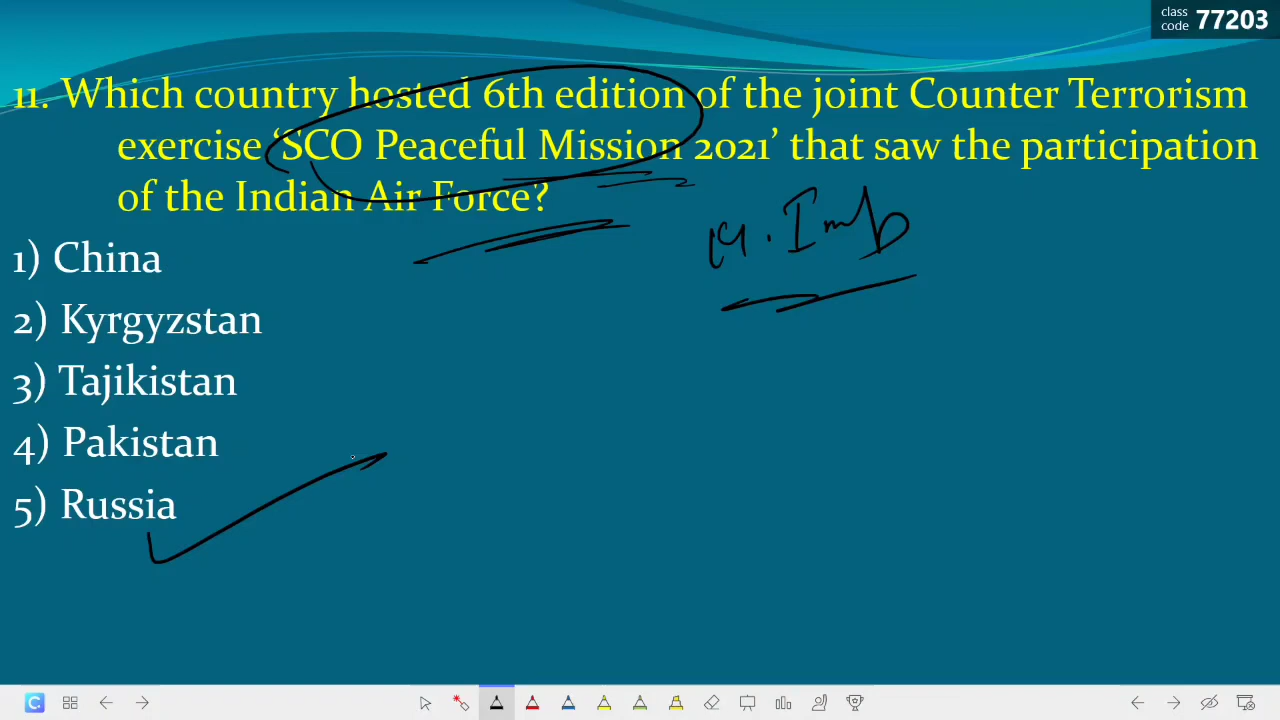 class
code 77203
11. Which country hosted 6th edition of the joint Counter Terrorism
exercise ‘SCO Peaceful Mission 2021’ that saw the participation
of the Indian Air Force?
M. Imp
1) China
2) Kyrgyzstan
3) Tajikistan
4) Pakistan
5) Russia